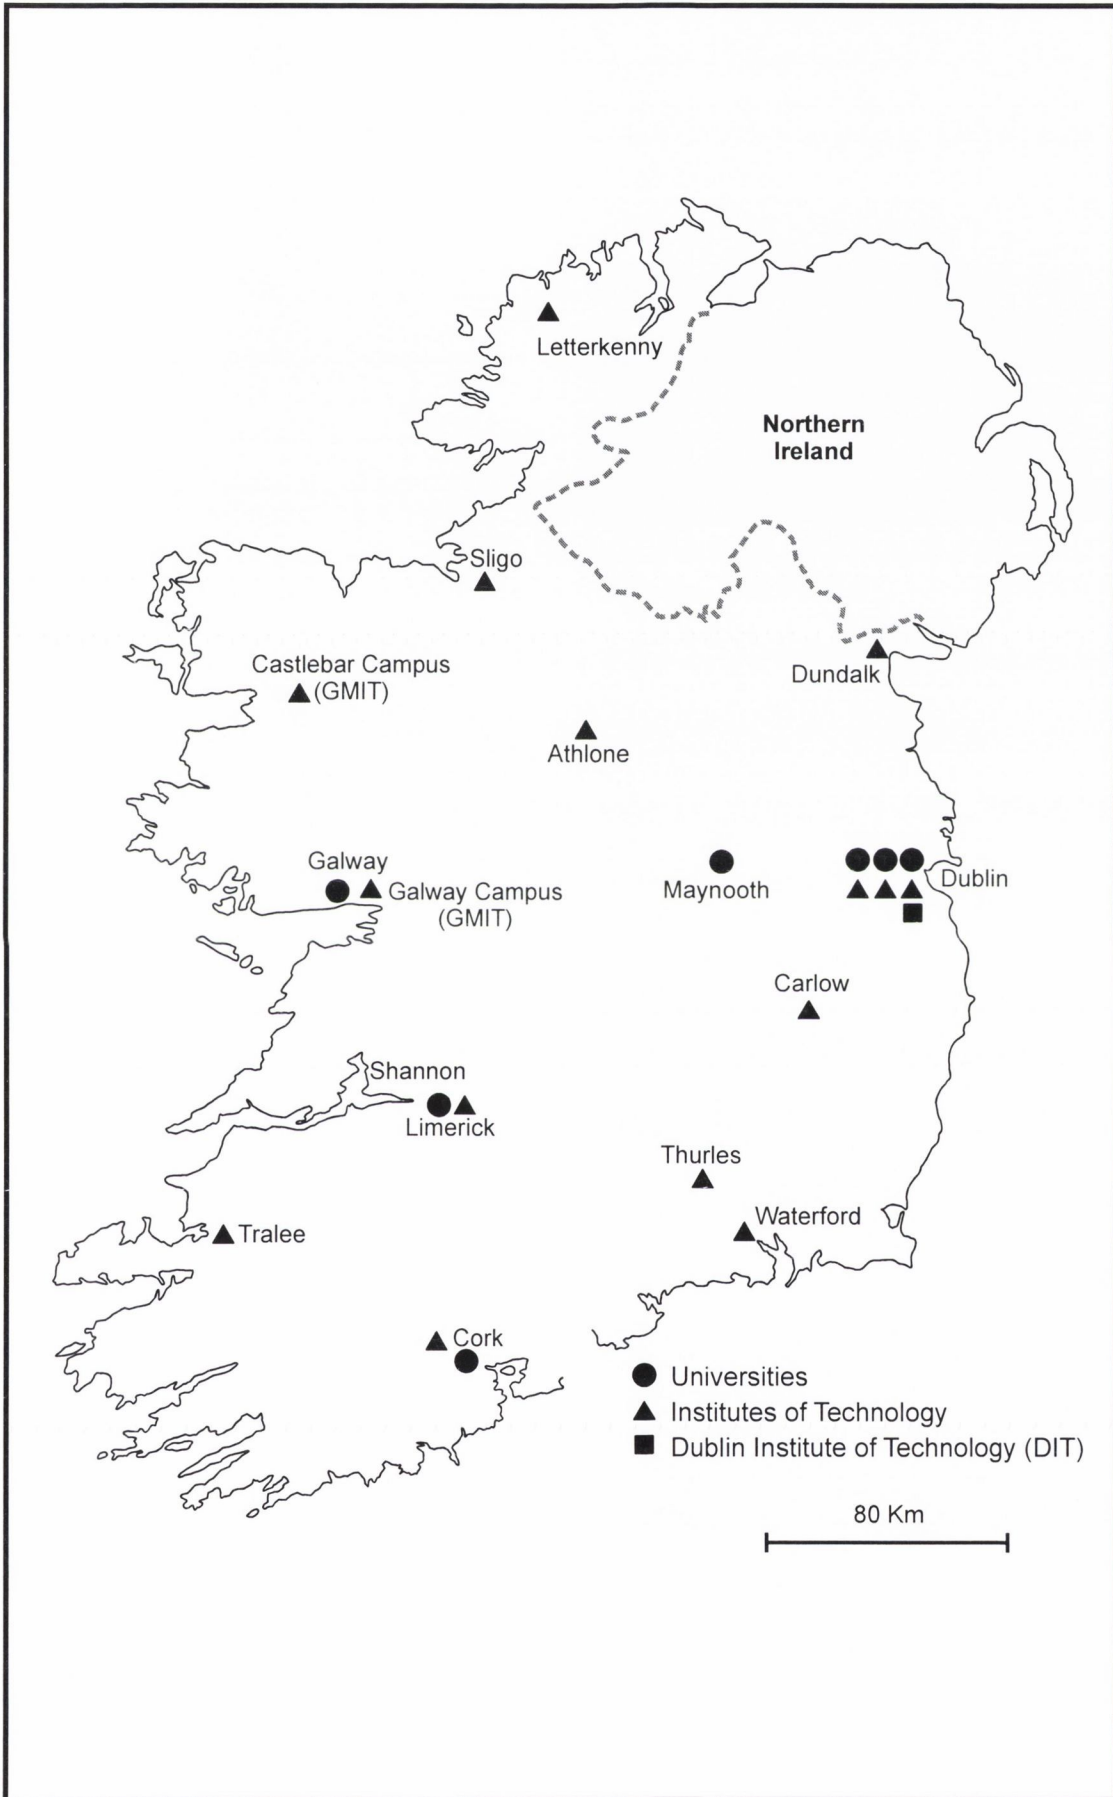 Letterkenny
Northern
Ireland
Sligo
Castlebar Campus
(GMIT)
Dundalk
Athlone
Galway
Galway Campus
(GMIT)
Maynooth
Dublin
Carlow
Shannon
Limerick
Thurles
Waterford
Tralee
Cork
Universities
Institutes of Technology
Dublin Institute of Technology (DIT)
80 Km